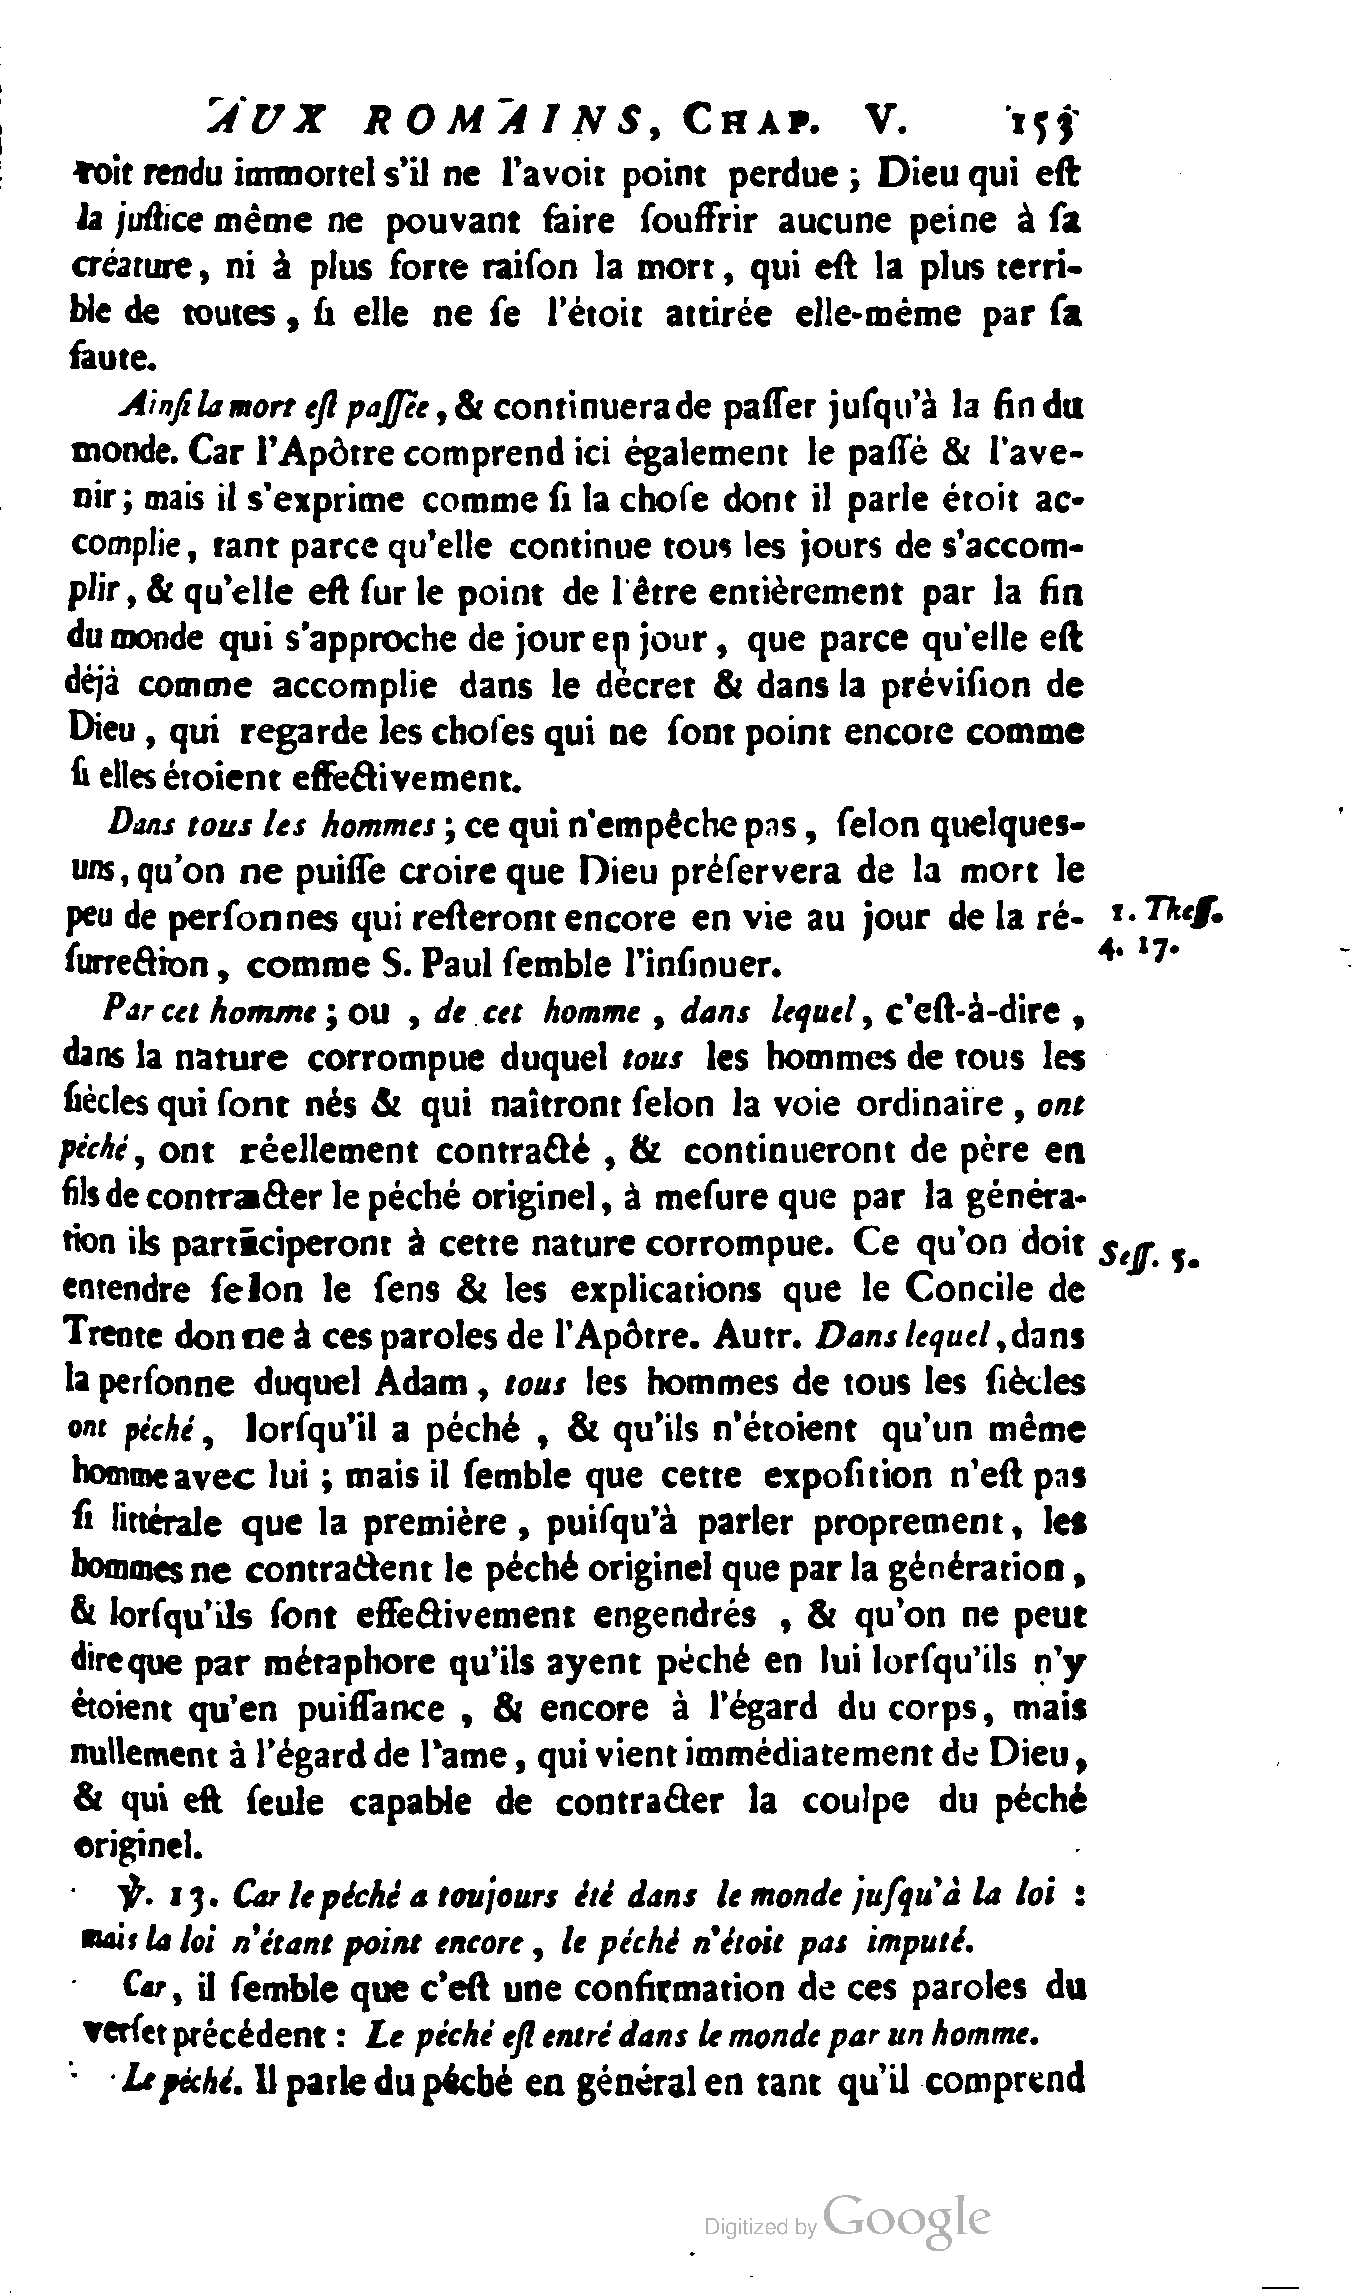 AUX ROMAINS, CHAP. V. 153
roit rendu immortel s'il ne l'avoit point perdue ; Dieu qui eſt
la juſtice même ne pouvant faire ſouffrir aucune peine à ſa
créature, ni à plus forte raiſon la mort, qui eſt la plus terri-
ble de toutes, ſi elle ne ſe l'étoit attirée elle-même par ſa
faute.
Ainſi la mort eſt paſſée, & continuera de paſſer juſqu'à la fin du
monde. Car l'Apôtre comprend ici également le paſſé & l'ave-
nir ; mais il s'exprime comme ſi la choſe dont il parle étoit ac-
complie, tant parce qu'elle continue tous les jours de s'accom-
plir, & qu'elle eſt ſur le point de l'être entièrement par la fin
du monde qui s'approche de jour en jour, que parce qu'elle eſt
déjà comme accomplie dans le décret & dans la préviſion de
Dieu, qui regarde les choſes qui ne ſont point encore comme
ſi elles étoient effectivement.
Dans tous les hommes ; ce qui n'empêche pas, ſelon quelques-
uns, qu'on ne puiſſe croire que Dieu préſervera de la mort le
peu de perſonnes qui reſteront encore en vie au jour de la ré- 1. Theſſ.
ſurrection, comme S. Paul ſemble l'inſinuer. 4. 17.
Par cet homme ; ou, de cet homme, dans lequel, c'eſt-à-dire,
dans la nature corrompue duquel tous les hommes de tous les
ſiècles qui ſont nés & qui naîtront ſelon la voie ordinaire, ont
péché, ont réellement contracté, & continueront de père en
fils de contracter le péché originel, à meſure que par la généra-
tion ils participeront à cette nature corrompue. Ce qu'on doit Seſſ. 5.
entendre ſelon le ſens & les explications que le Concile de
Trente donne à ces paroles de l'Apôtre. Autr. Dans lequel, dans
la perſonne duquel Adam, tous les hommes de tous les ſiècles
ont péché, lorſqu'il a péché, & qu'ils n'étoient qu'un même
homme avec lui ; mais il ſemble que cette expoſition n'eſt pas
ſi littérale que la première, puiſqu'à parler proprement, les
hommes ne contractent le péché originel que par la génération,
& lorſqu'ils ſont effectivement engendrés, & qu'on ne peut
dire que par métaphore qu'ils ayent péché en lui lorſqu'ils n'y
étoient qu'en puiſſance, & encore à l'égard du corps, mais
nullement à l'égard de l'ame, qui vient immédiatement de Dieu,
& qui eſt ſeule capable de contracter la coulpe du péché
originel.
℣. 13. Car le péché a toujours été dans le monde juſqu'à la loi :
mais la loi n'étant point encore, le péché n'étoit pas imputé.
Car, il ſemble que c'eſt une confirmation de ces paroles du
verſet précédent : Le péché eſt entré dans le monde par un homme.
Le péché. Il parle du péché en général en tant qu'il comprend
Digitized by Google